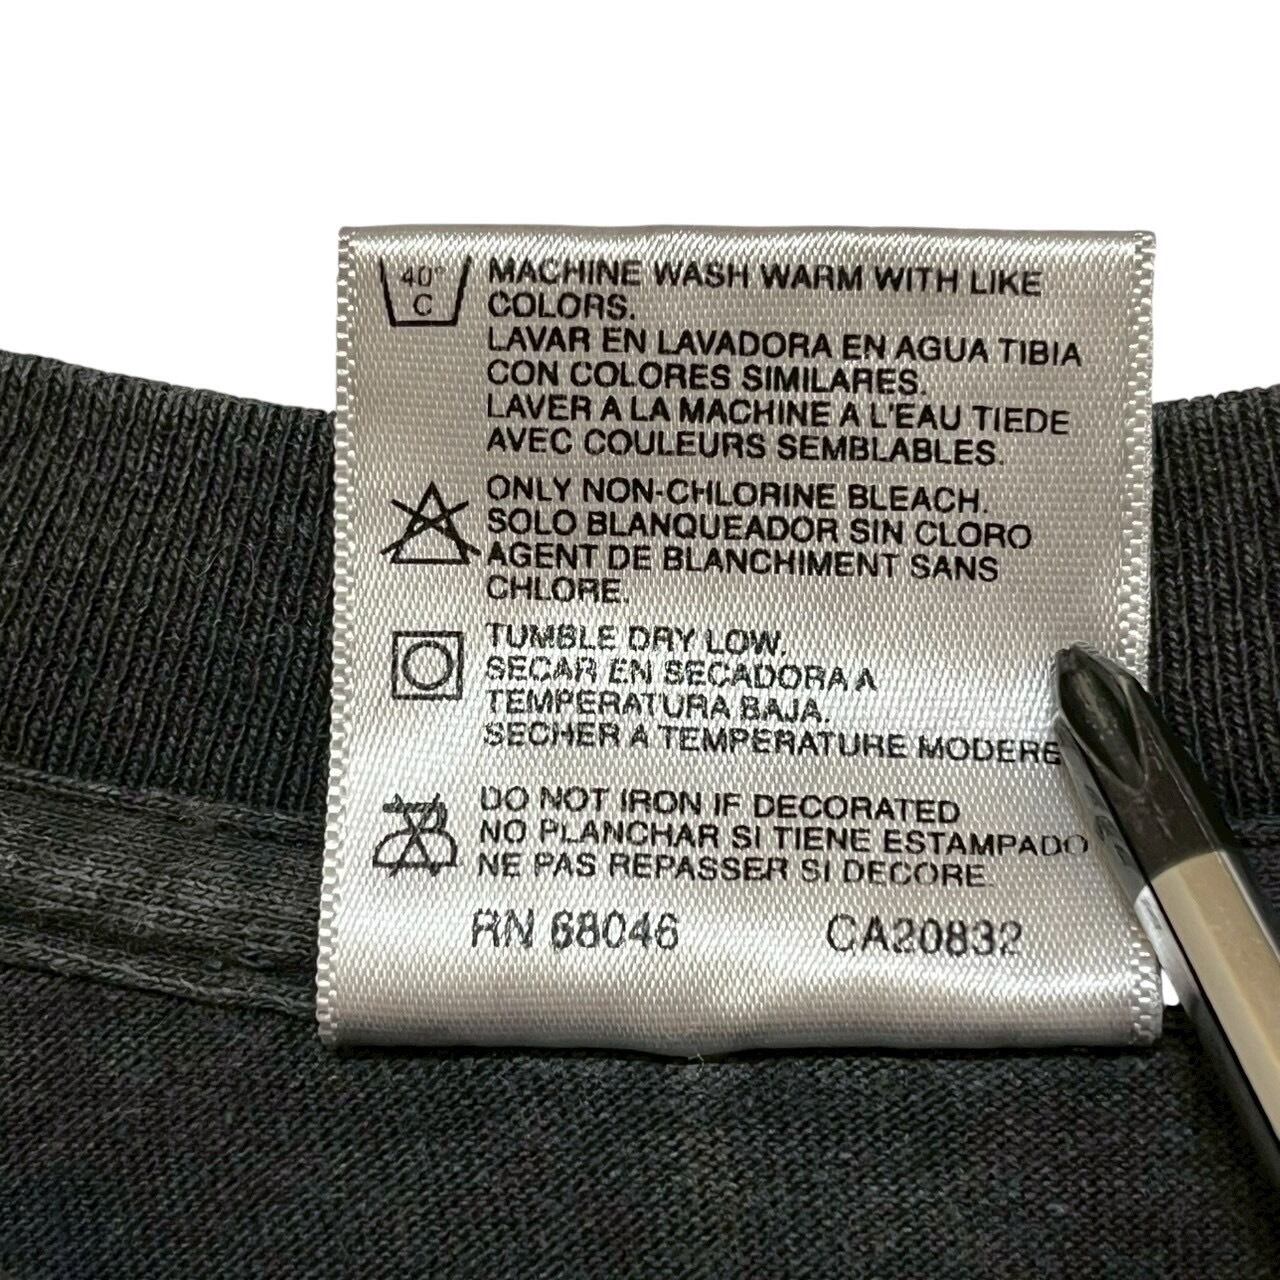 40°
C
MACHINE WASH WARM WITH LIKE
COLORS.
LAVAR EN LAVADORA EN AGUA TIBIA
CON COLORES SIMILARES.
LAVER A LA MACHINE A L'EAU TIEDE
AVEC COULEURS SEMBLABLES.
ONLY NON-CHLORINE BLEACH.
SOLO BLANQUEADOR SIN CLORO
AGENT DE BLANCHIMENT SANS
CHLORE.
TUMBLE DRY LOW.
SECAR EN SECADORA A
TEMPERATURA BAJA.
SECHER A TEMPERATURE MODERE
DO NOT IRON IF DECORATED
NO PLANCHAR SI TIENE ESTAMPADO
NE PAS REPASSER SI DECORE
RN 68046 CA20832